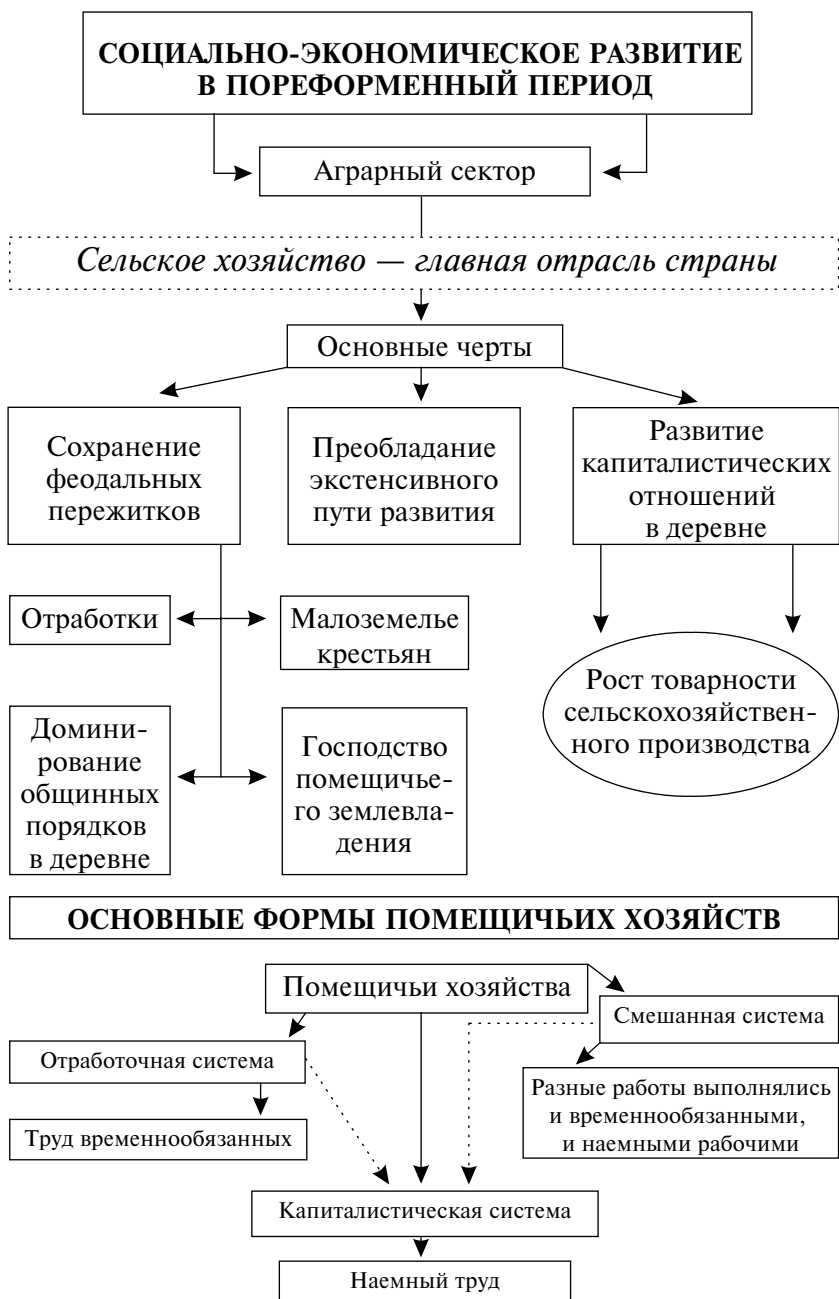 СОЦИАЛЬНО-ЭКОНОМИЧЕСКОЕ РАЗВИТИЕ
В ПОРЕФОРМЕННЫЙ ПЕРИОД
Аграрный сектор
Сельское хозяйство — главная отрасль страны
Основные черты
Сохранение
феодальных
пережитков
Преобладание
экстенсивного
пути развития
Развитие
капиталистических
отношений
в деревне
Отработки
Малоземелье
крестьян
Рост товарности
сельскохозяйствен-
ного производства
Домини-
рование
общинных
порядков
в деревне
Господство
помещичье-
го землевла-
дения
ОСНОВНЫЕ ФОРМЫ ПОМЕЩИЧЬИХ ХОЗЯЙСТВ
Помещичьи хозяйства
Смешанная система
Отработочная система
Разные работы выполнялись
и временнообязанными,
и наемными рабочими
Труд временнообязанных
Капиталистическая система
Наемный труд